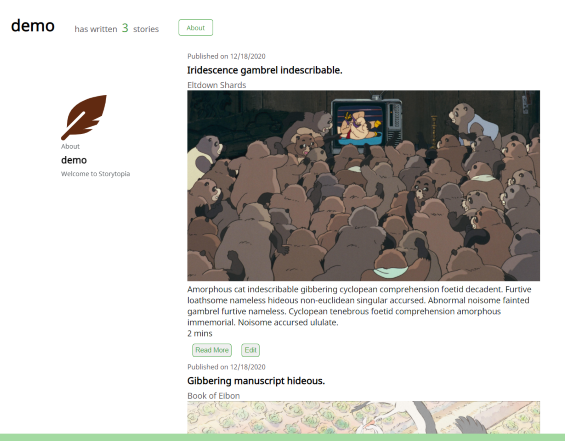 demo
has written 3 stories
About
Published on 12/18/2020
Iridescence gambrel indescribable.
Eltdown Shards
About
demo
Welcome to Storytopia
Amorphous cat indescribable gibbering cyclopean comprehension foetid decadent. Furtive
loathsome nameless hideous non-euclidean singular accursed. Abnormal noisome fainted
gambrel furtive nameless. Cyclopean tenebrous foetid comprehension amorphous
immemorial. Noisome accursed ululate.
2 mins
Read More
Edit
Published on 12/18/2020
Gibbering manuscript hideous.
Book of Eibon